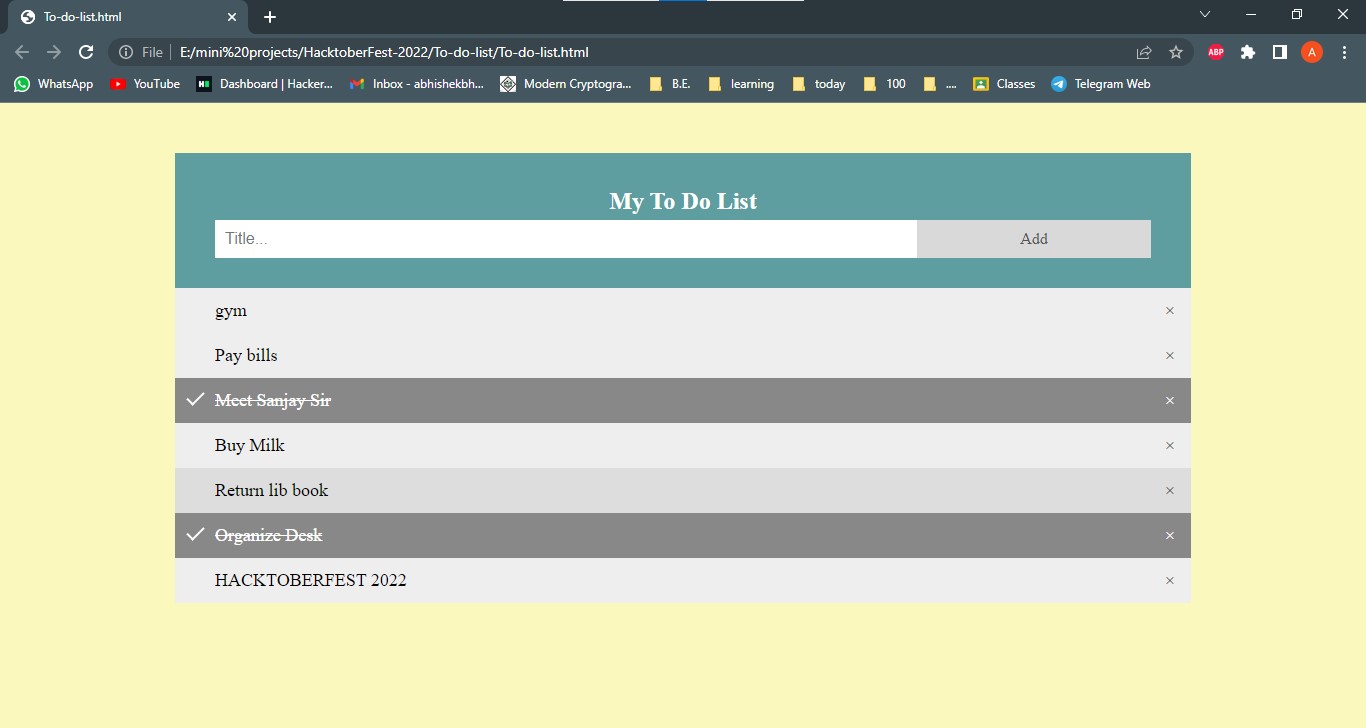 To-do-list.html
File E:/mini%20projects/HacktoberFest-2022/To-do-list/To-do-list.html ABP A
WhatsApp YouTube Dashboard | Hacker... Inbox - abhishekbh... Modern Cryptogra... B.E. learning today 100 .... Classes Telegram Web
My To Do List
Title... Add
gym ×
Pay bills ×
Meet Sanjay Sir ×
Buy Milk ×
Return lib book ×
Organize Desk ×
HACKTOBERFEST 2022 ×